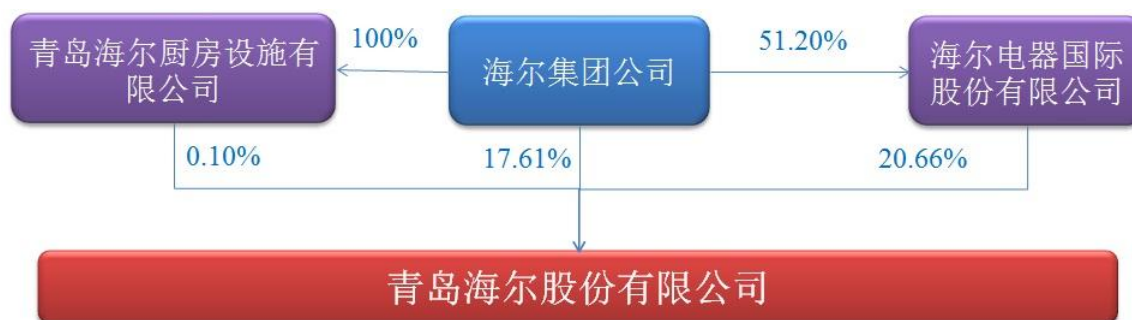 青岛海尔厨房设施有
限公司
100%
海尔集团公司
51.20%
海尔电器国际
股份有限公司
0.10%
17.61%
20.66%
青岛海尔股份有限公司